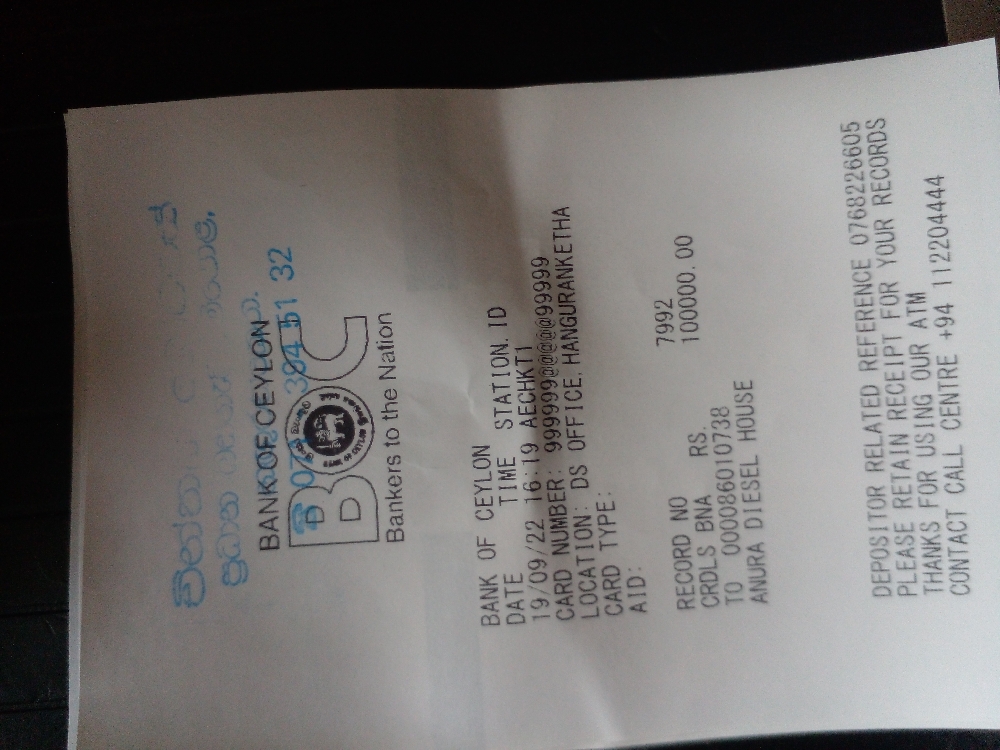 BANK OF CEYLON
BOC
Bankers to the Nation
BANK OF CEYLON
DATE TIME STATION.ID
19/09/22 16:19 AECHKT1
CARD NUMBER: 999999@@@@@99999
LOCATION: DS OFFICE,HANGURANKETHA
CARD TYPE:
AID:
RECORD NO 7992
CRDLS BNA RS. 100000.00
TO 0000086010738
ANURA DIESEL HOUSE
DEPOSITOR RELATED REFERENCE 0768226605
PLEASE RETAIN RECEIPT FOR YOUR RECORDS
THANKS FOR USING OUR ATM
CONTACT CALL CENTRE +94 112204444